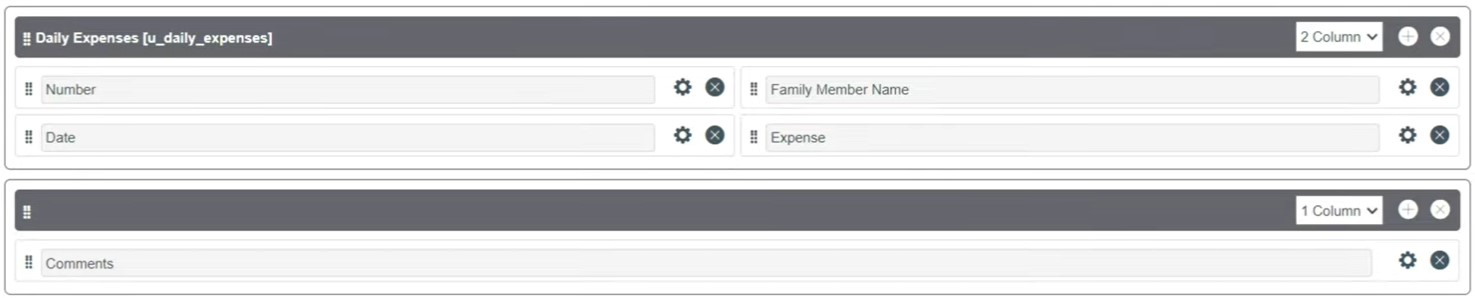 Daily Expenses [u_daily_expenses] 2 Column
Number Family Member Name
Date Expense
1 Column
Comments